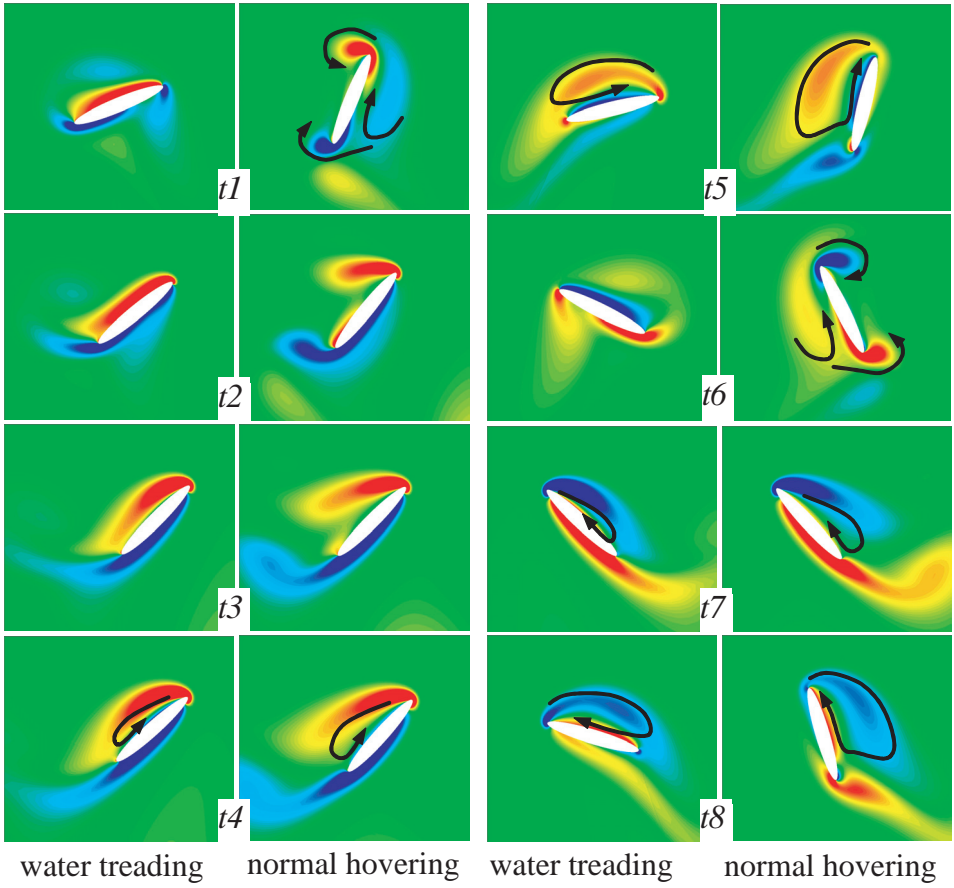 t1
t5
t2
t6
t3
t7
t4
t8
water treading normal hovering water treading normal hovering